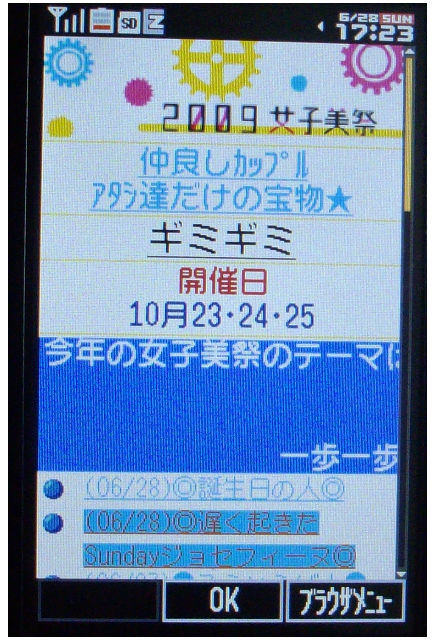 6/28 SUN
17:23
SD
2009 女子美祭
仲良しｶｯﾌﾟﾙ
ｱﾀｼ達だけの宝物★
ギミギミ
開催日
10月23・24・25
今年の女子美祭のテーマは
一歩一歩
(06/28)◎誕生日の人◎
(06/28)◎遅く起きた
Sundayジョセフィーヌ◎
OK
ﾌﾞﾗｳｻﾞﾒﾆｭｰ